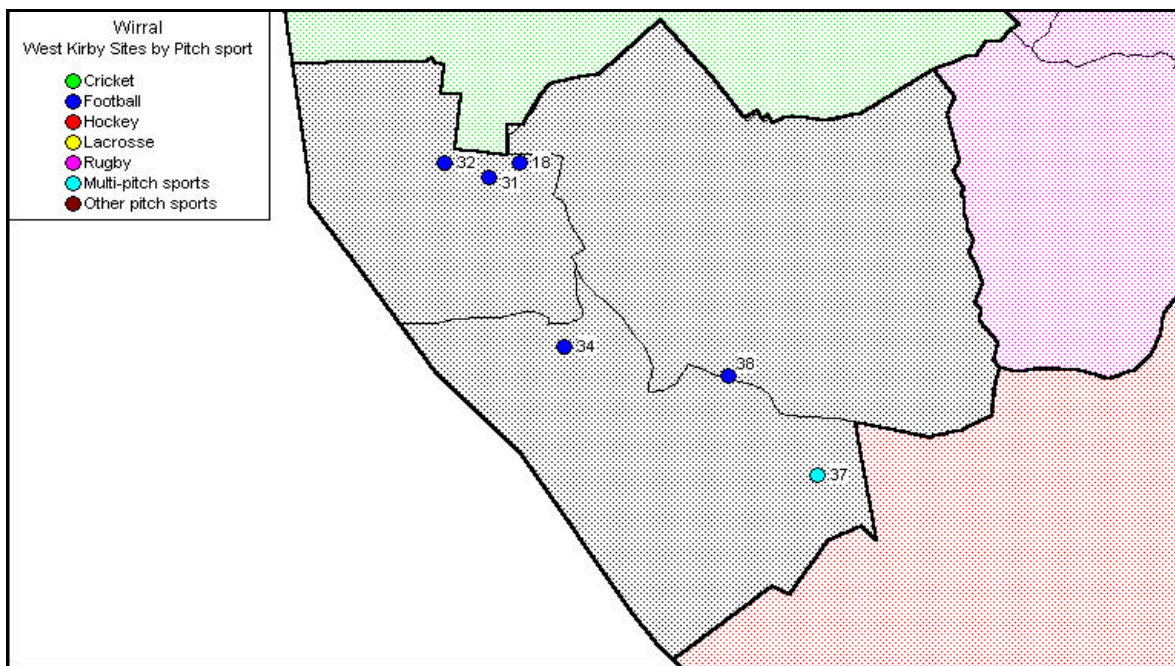 Wirral
West Kirby Sites by Pitch sport
Cricket
Football
Hockey
Lacrosse
Rugby
Multi-pitch sports
Other pitch sports
32
18
31
34
38
37